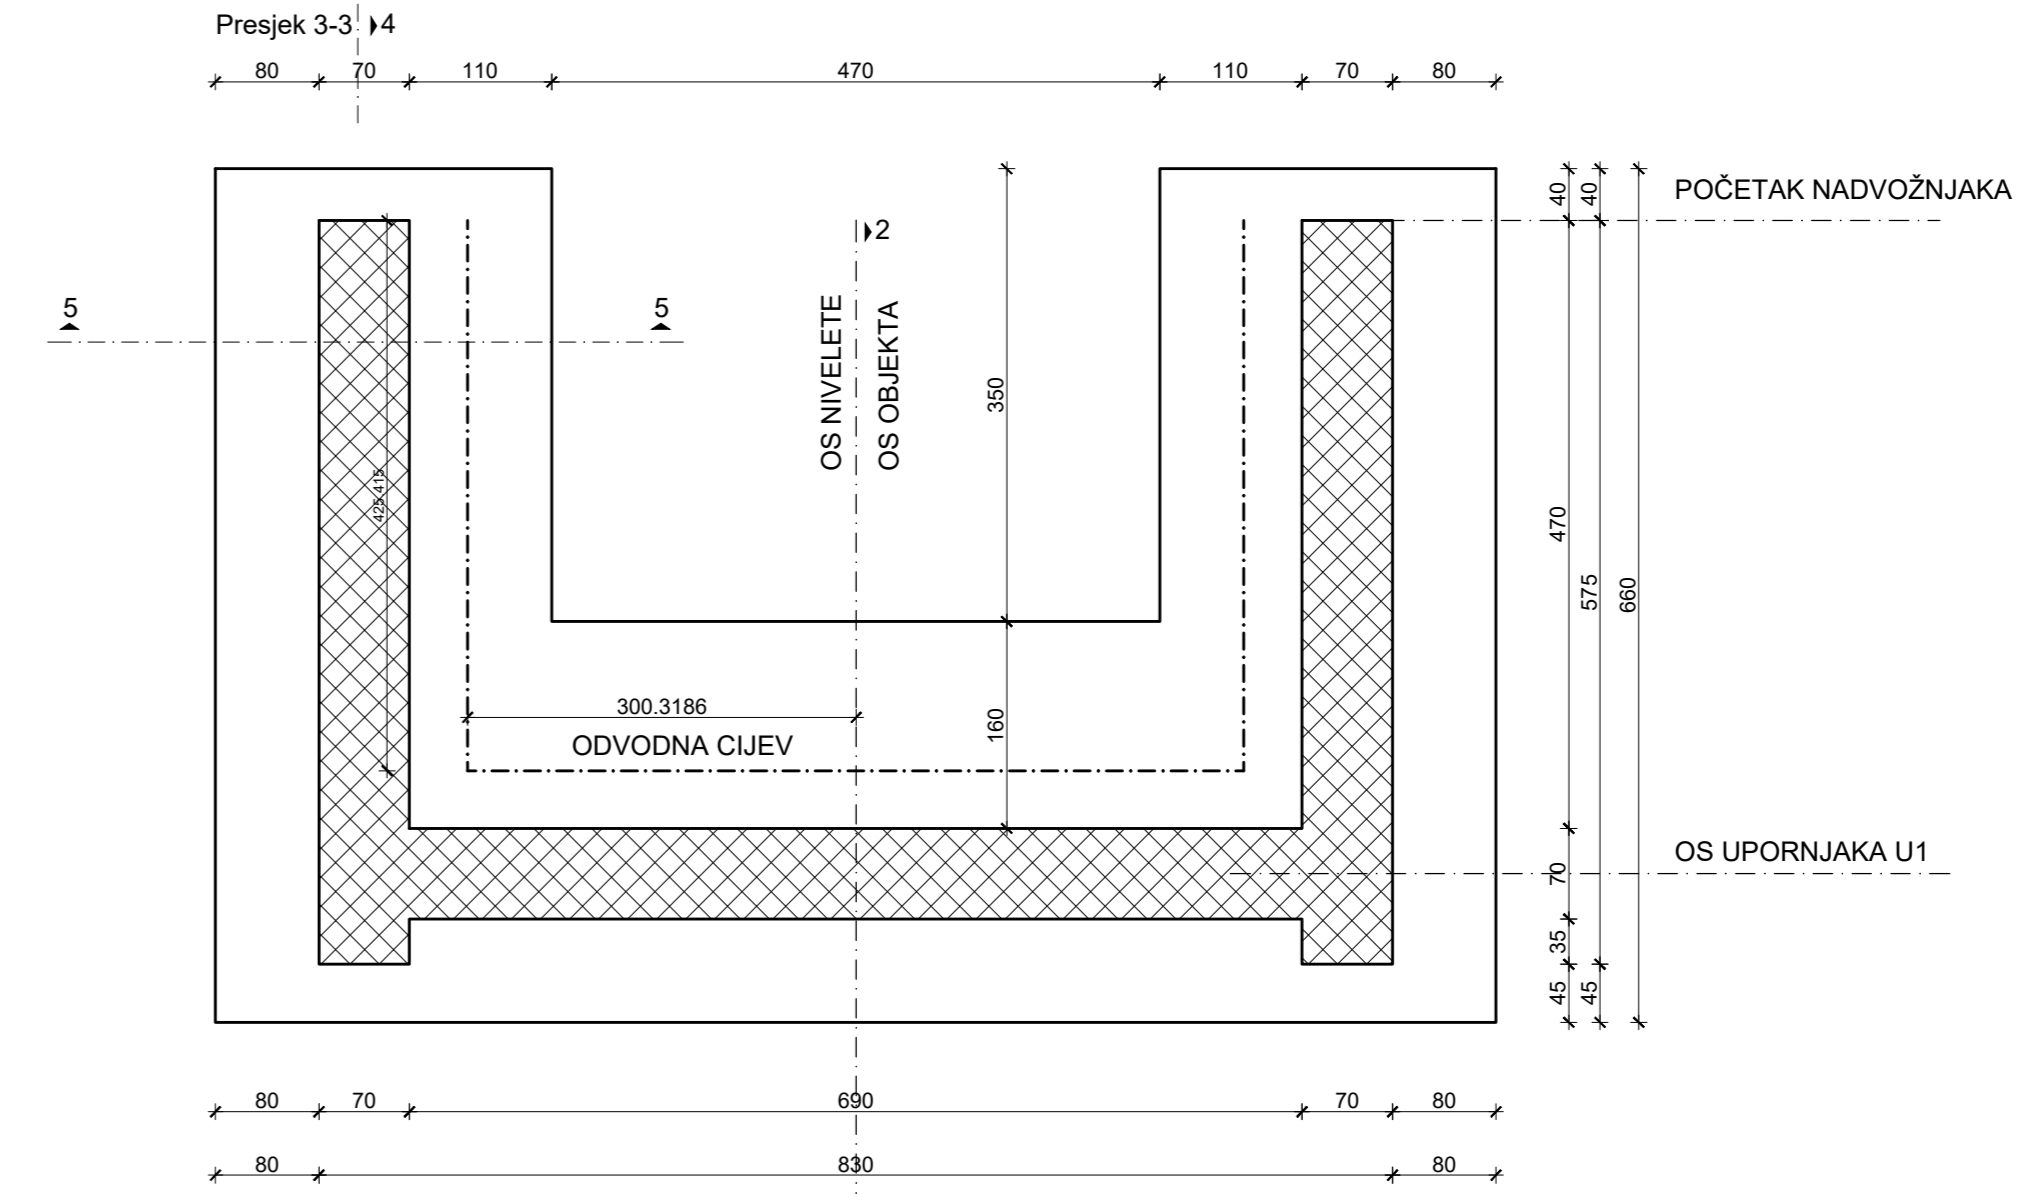 Presjek 3-3 4
80 70 110 470 110 70 80
POČETAK NADVOŽNJAKA
40 40
2
5 5
OS NIVELETE
OS OBJEKTA
350
425.415
470
575
660
300.3186
160
ODVODNA CIJEV
OS UPORNJAKA U1
70
35
45 45
80 70 690 70 80
80 830 80